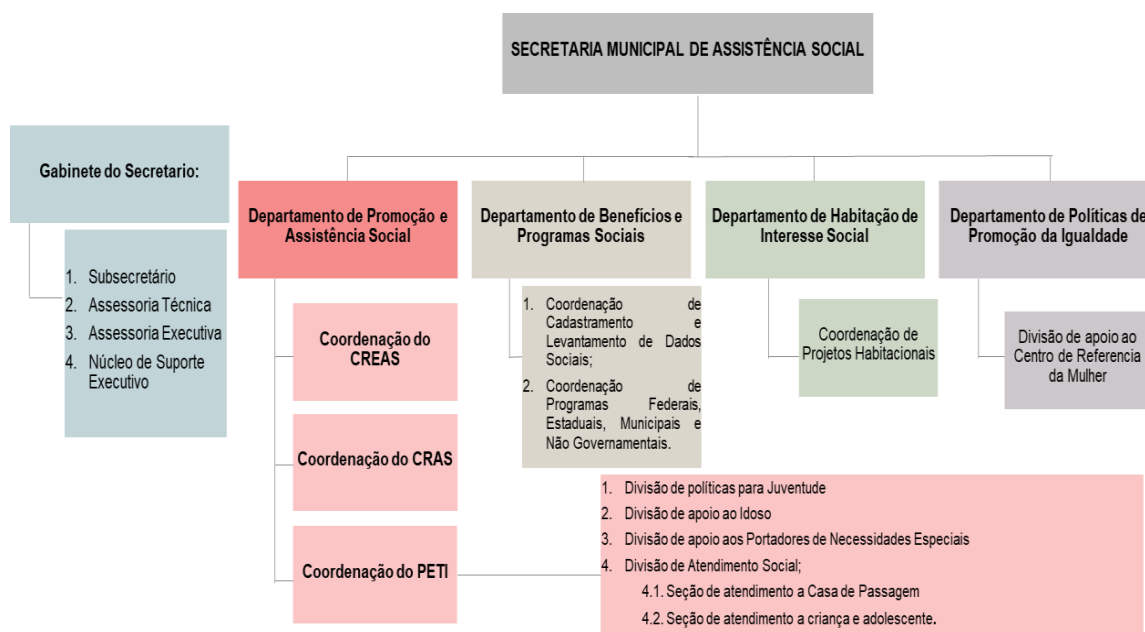 SECRETARIA MUNICIPAL DE ASSISTÊNCIA SOCIAL
Gabinete do Secretario:
1. Subsecretário
2. Assessoria Técnica
3. Assessoria Executiva
4. Núcleo de Suporte
Executivo
Departamento de Promoção e
Assistência Social
Coordenação do
CREAS
Coordenação do CRAS
Coordenação do PETI
1. Divisão de políticas para Juventude
2. Divisão de apoio ao Idoso
3. Divisão de apoio aos Portadores de Necessidades Especiais
4. Divisão de Atendimento Social;
4.1. Seção de atendimento a Casa de Passagem
4.2. Seção de atendimento a criança e adolescente.
Departamento de Benefícios e
Programas Sociais
1. Coordenação de
Cadastramento e
Levantamento de Dados
Sociais;
2. Coordenação de
Programas Federais,
Estaduais, Municipais e
Não Governamentais.
Departamento de Habitação de
Interesse Social
Coordenação de
Projetos Habitacionais
Departamento de Políticas de
Promoção da Igualdade
Divisão de apoio ao
Centro de Referencia
da Mulher